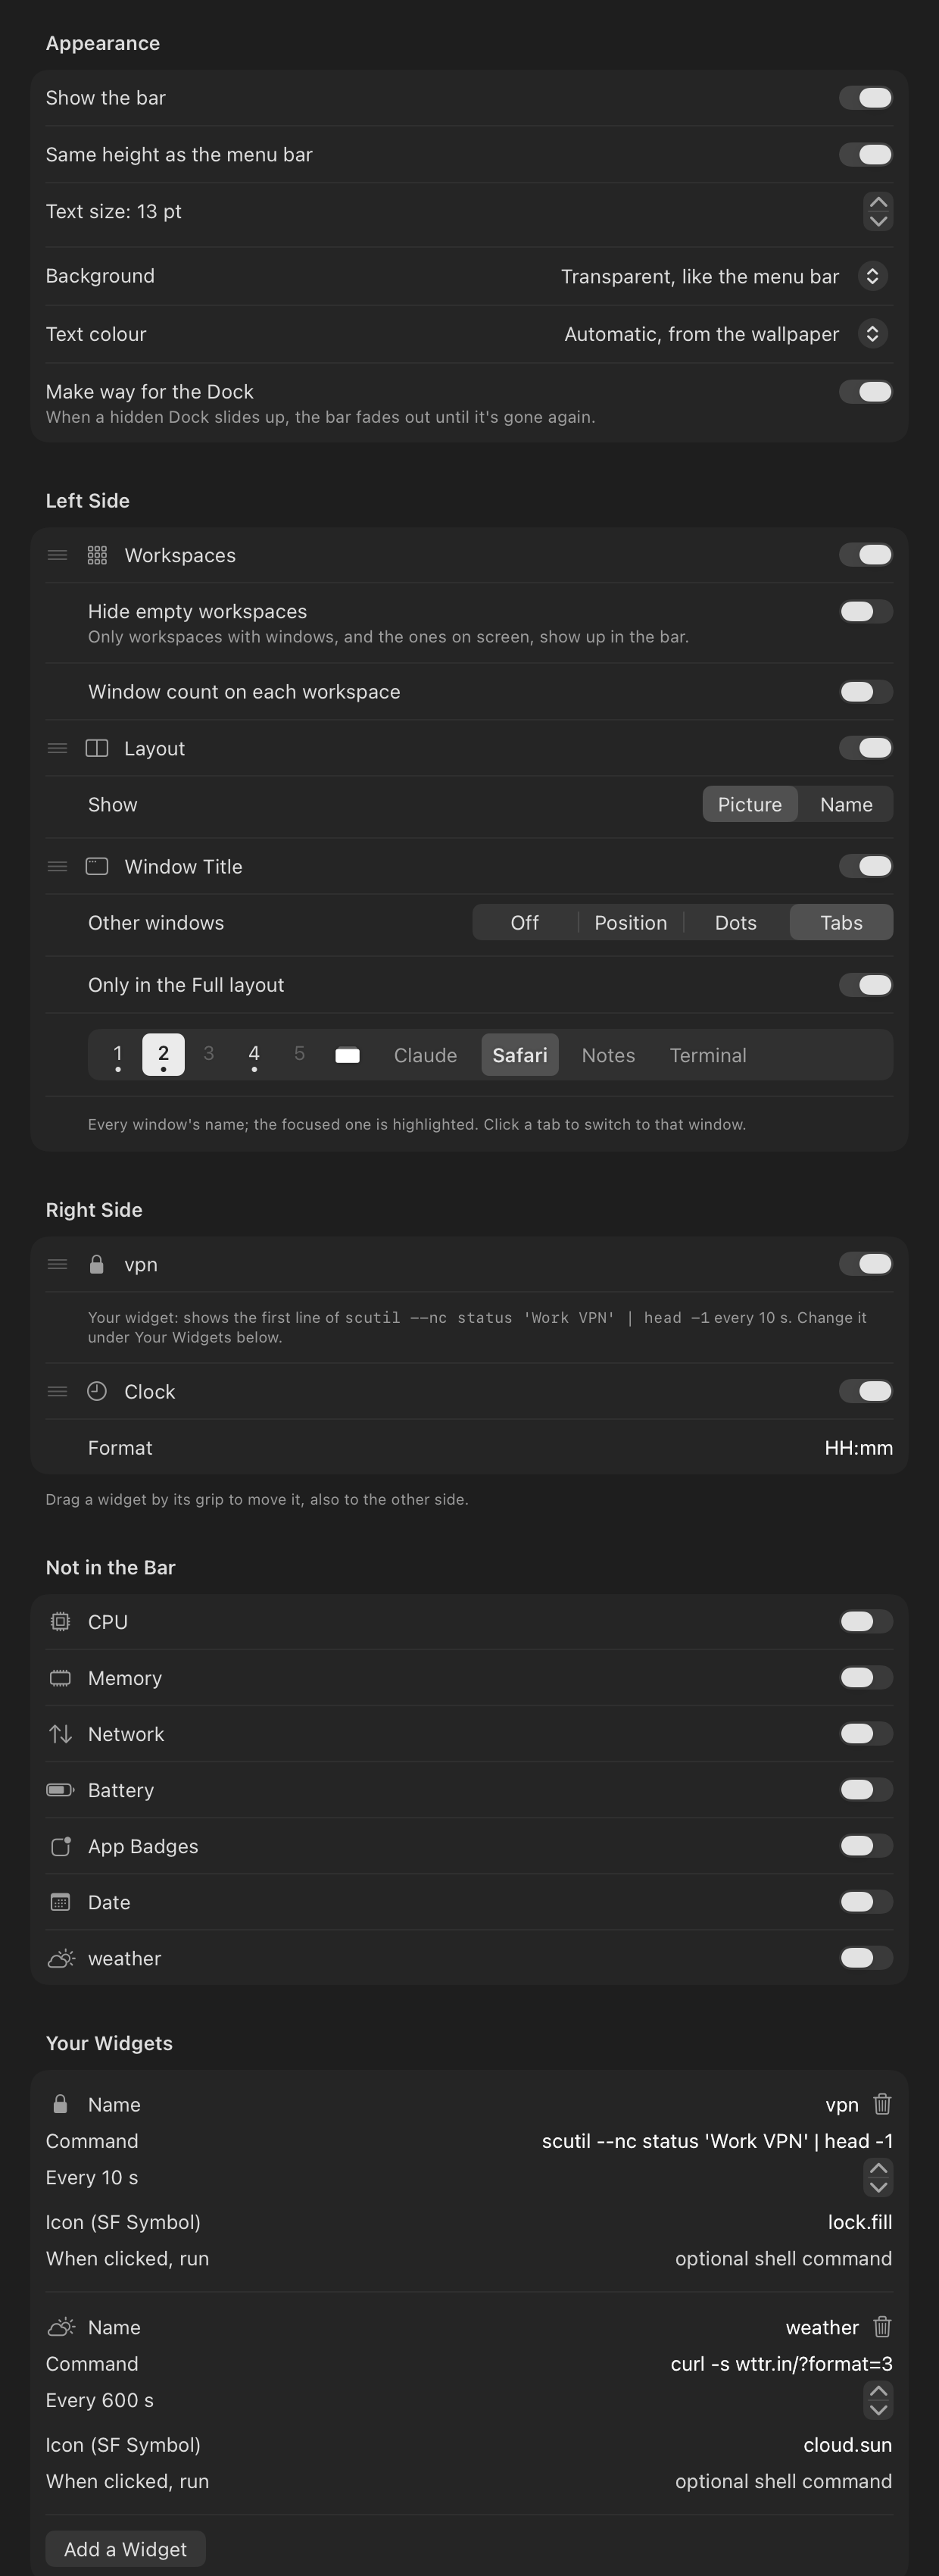 Appearance
Show the bar
Same height as the menu bar
Text size: 13 pt
Background Transparent, like the menu bar
Text colour Automatic, from the wallpaper
Make way for the Dock
When a hidden Dock slides up, the bar fades out until it's gone again.
Left Side
Workspaces
Hide empty workspaces
Only workspaces with windows, and the ones on screen, show up in the bar.
Window count on each workspace
Layout
Show Picture Name
Window Title
Other windows Off Position Dots Tabs
Only in the Full layout
1 2 3 4 5 Claude Safari Notes Terminal
Every window's name; the focused one is highlighted. Click a tab to switch to that window.
Right Side
vpn
Your widget: shows the first line of scutil --nc status 'Work VPN' | head -1 every 10 s. Change it
under Your Widgets below.
Clock
Format HH:mm
Drag a widget by its grip to move it, also to the other side.
Not in the Bar
CPU
Memory
Network
Battery
App Badges
Date
weather
Your Widgets
Name vpn
Command scutil --nc status 'Work VPN' | head -1
Every 10 s
Icon (SF Symbol) lock.fill
When clicked, run optional shell command
Name weather
Command curl -s wttr.in/?format=3
Every 600 s
Icon (SF Symbol) cloud.sun
When clicked, run optional shell command
Add a Widget